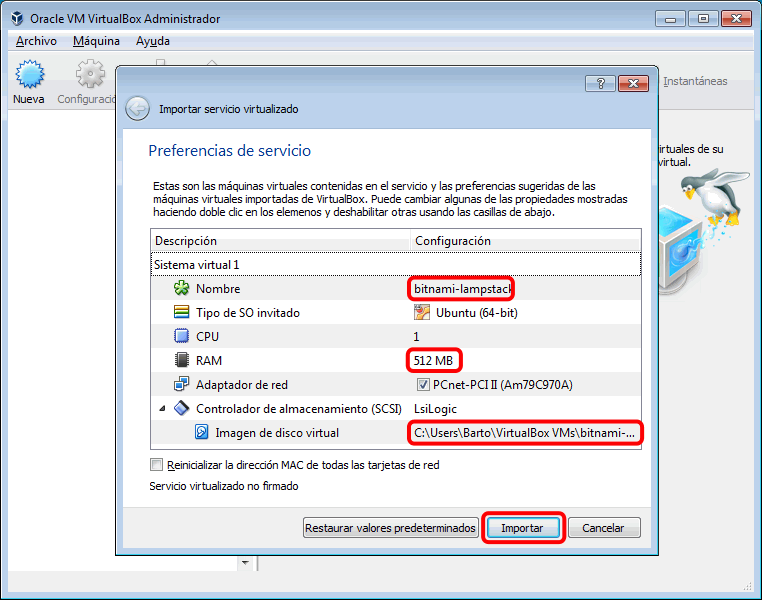 Oracle VM VirtualBox Administrador
Archivo Máquina Ayuda
Nueva
Instantáneas
Importar servicio virtualizado
irtuales de su
virtual.
Preferencias de servicio
Estas son las máquinas virtuales contenidas en el servicio y las preferencias sugeridas de las
máquinas virtuales importadas de VirtualBox. Puede cambiar algunas de las propiedades mostradas
haciendo doble clic en los elemenos y deshabilitar otras usando las casillas de abajo.
Descripción Configuración
Sistema virtual 1
Nombre bitnami-lampstack
Tipo de SO invitado Ubuntu (64-bit)
CPU 1
RAM 512 MB
Adaptador de red PCnet-PCI II (Am79C970A)
Controlador de almacenamiento (SCSI) LsiLogic
Imagen de disco virtual C:\Users\Barto\VirtualBox VMs\bitnami-...
Reinicializar la dirección MAC de todas las tarjetas de red
Servicio virtualizado no firmado
Restaurar valores predeterminados Importar Cancelar